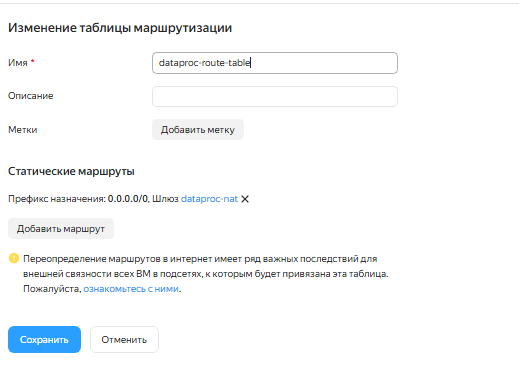 Изменение таблицы маршрутизации
Имя *
dataproc-route-table
Описание
Метки
Добавить метку
Статические маршруты
Префикс назначения: 0.0.0.0/0, Шлюз dataproc-nat
Добавить маршрут
Переопределение маршрутов в интернет имеет ряд важных последствий для
внешней связности всех ВМ в подсетях, к которым будет привязана эта таблица.
Пожалуйста, ознакомьтесь с ними.
Сохранить
Отменить